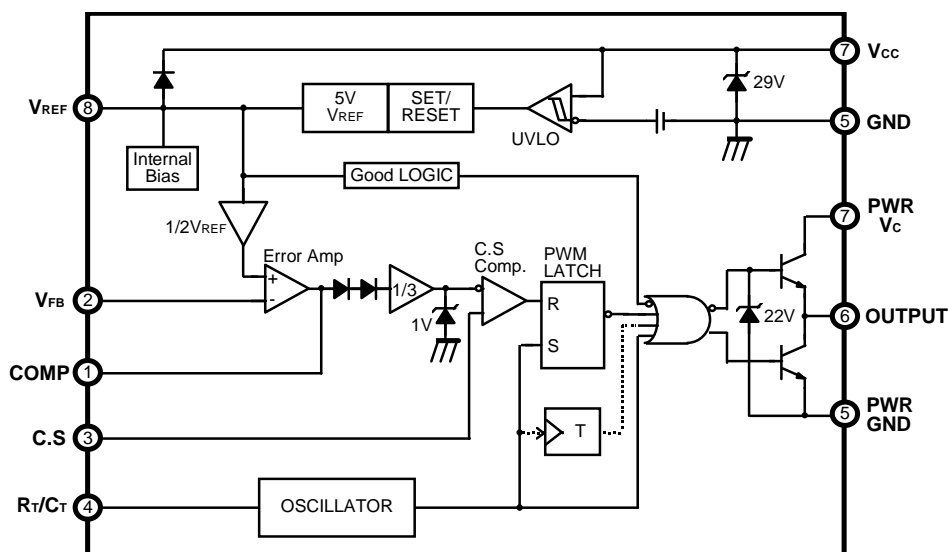 7 VCC
29V
VREF 8
5V
VREF
SET/
RESET
UVLO
5 GND
Internal
Bias
Good LOGIC
1/2VREF
Error Amp
+
-
VFB 2
1/3
1V
C.S
Comp.
PWM
LATCH
R
S
22V
7 PWR
VC
6 OUTPUT
COMP 1
C.S 3
T
5 PWR
GND
RT/CT 4
OSCILLATOR